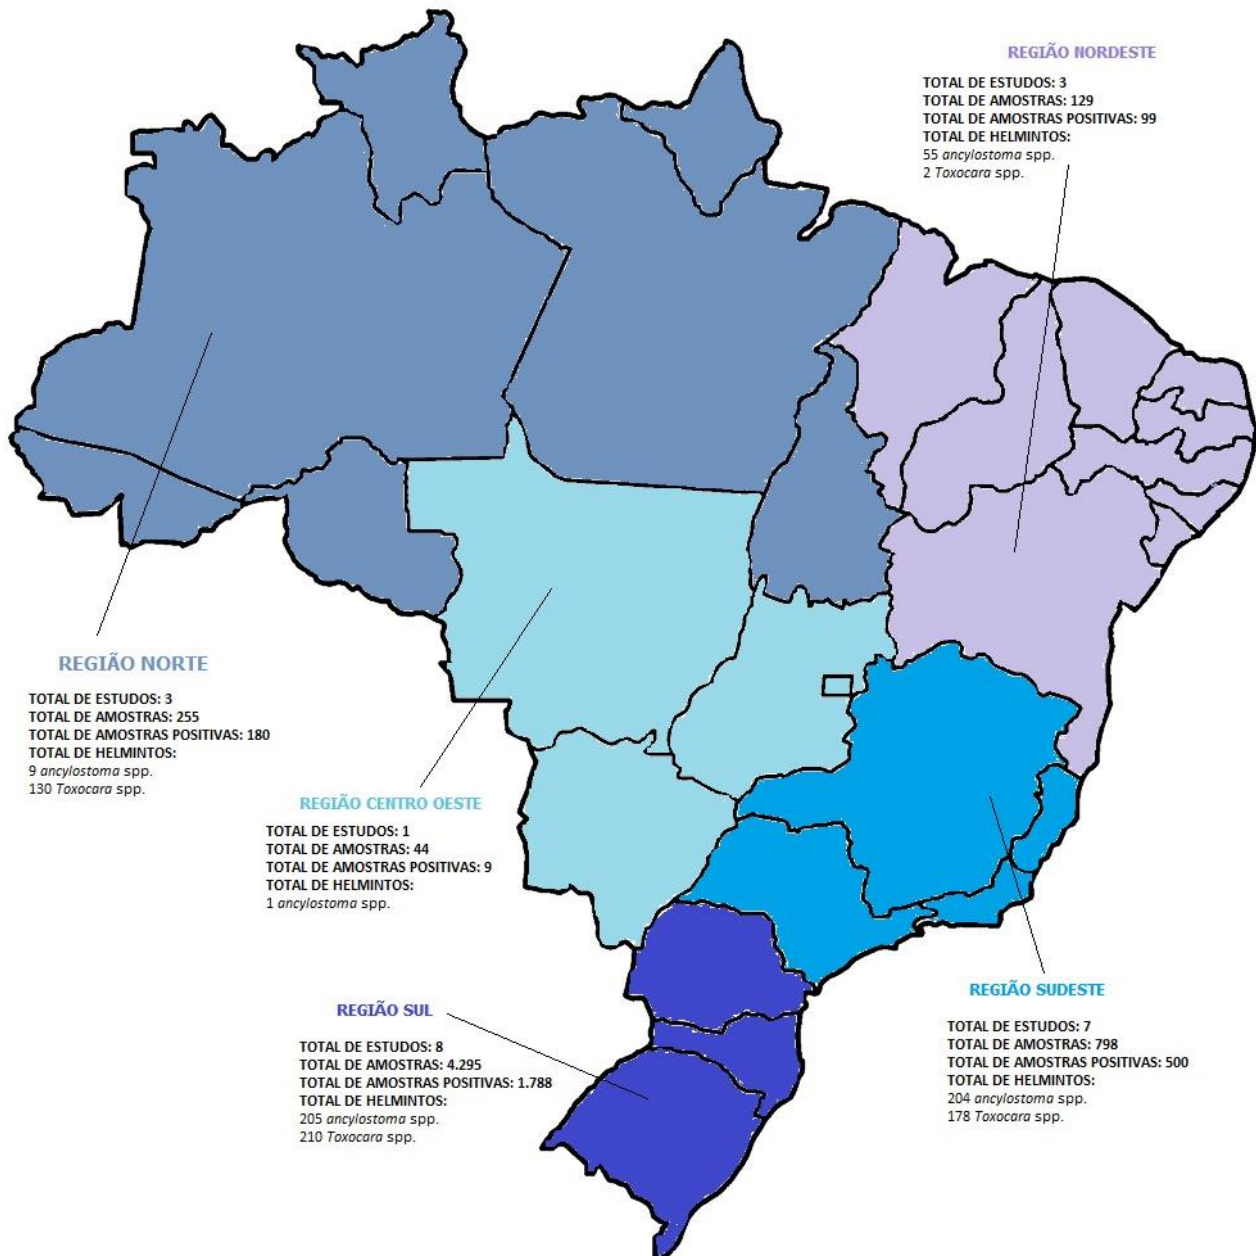 REGIÃO NORDESTE
TOTAL DE ESTUDOS: 3
TOTAL DE AMOSTRAS: 129
TOTAL DE AMOSTRAS POSITIVAS: 99
TOTAL DE HELMINTOS:
55 ancylostoma spp.
2 Toxocara spp.
REGIÃO NORTE
TOTAL DE ESTUDOS: 3
TOTAL DE AMOSTRAS: 255
TOTAL DE AMOSTRAS POSITIVAS: 180
TOTAL DE HELMINTOS:
9 ancylostoma spp.
130 Toxocara spp.
REGIÃO CENTRO OESTE
TOTAL DE ESTUDOS: 1
TOTAL DE AMOSTRAS: 44
TOTAL DE AMOSTRAS POSITIVAS: 9
TOTAL DE HELMINTOS:
1 ancylostoma spp.
REGIÃO SUDESTE
TOTAL DE ESTUDOS: 7
TOTAL DE AMOSTRAS: 798
TOTAL DE AMOSTRAS POSITIVAS: 500
TOTAL DE HELMINTOS:
204 ancylostoma spp.
178 Toxocara spp.
REGIÃO SUL
TOTAL DE ESTUDOS: 8
TOTAL DE AMOSTRAS: 4.295
TOTAL DE AMOSTRAS POSITIVAS: 1.788
TOTAL DE HELMINTOS:
205 ancylostoma spp.
210 Toxocara spp.